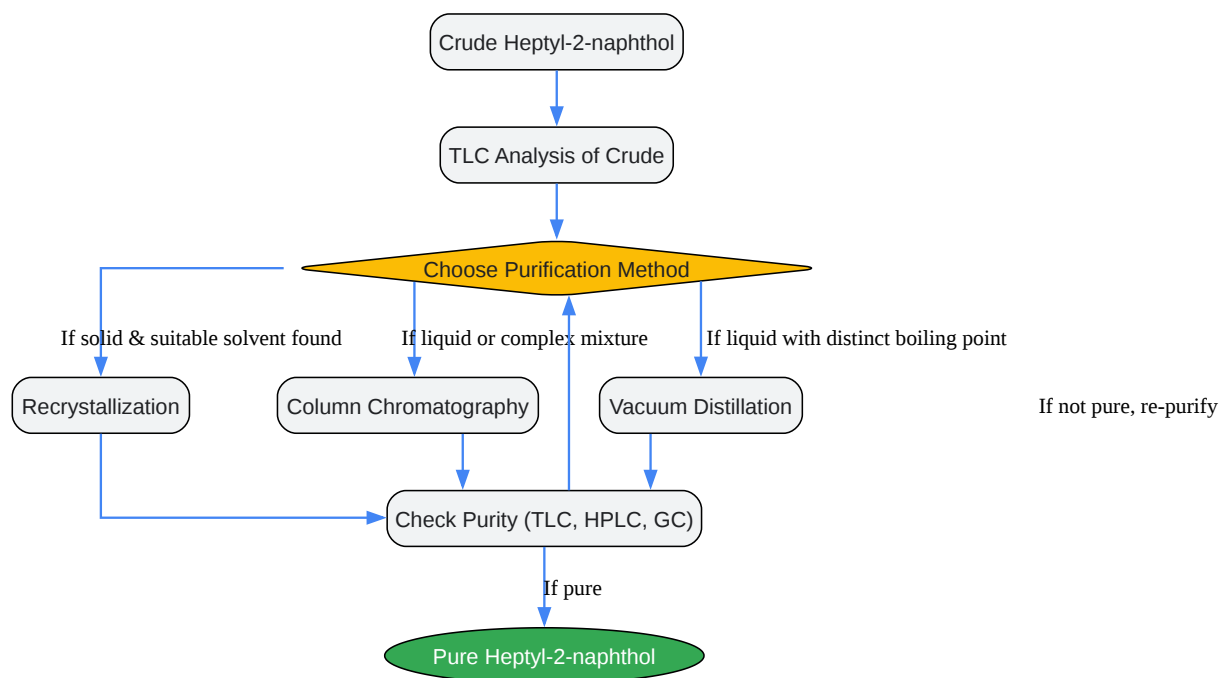 Crude Heptyl-2-naphthol
TLC Analysis of Crude
Choose Purification Method
If solid & suitable solvent found
If liquid or complex mixture
If liquid with distinct boiling point
Recrystallization
Column Chromatography
Vacuum Distillation
If not pure, re-purify
Check Purity (TLC, HPLC, GC)
If pure
Pure Heptyl-2-naphthol